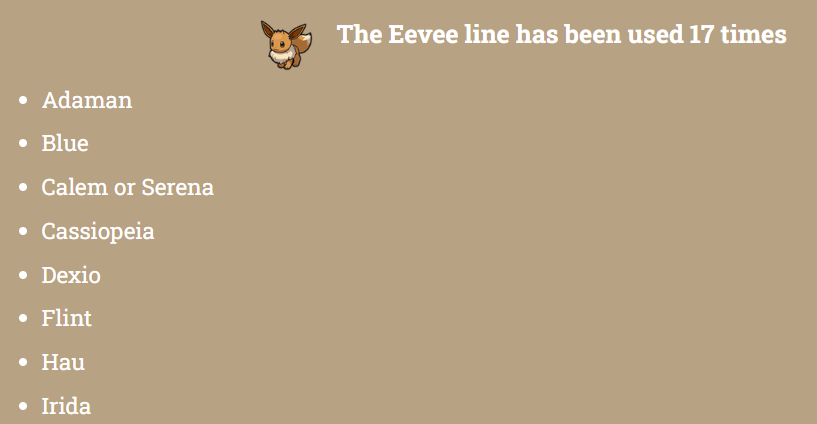 The Eevee line has been used 17 times
Adaman
Blue
Calem or Serena
Cassiopeia
Dexio
Flint
Hau
Irida